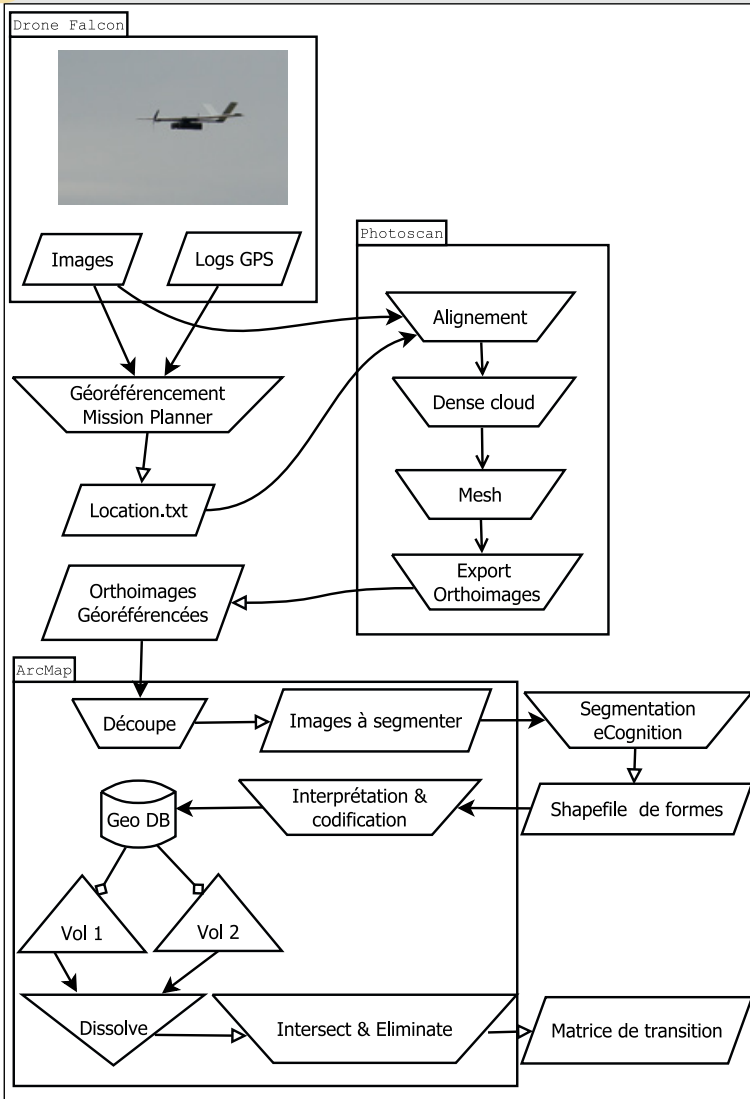 Drone Falcon
Images
Logs GPS
Photoscan
Alignement
Géoréférencement
Mission Planner
Dense cloud
Location.txt
Mesh
Orthoimages
Géoréférencées
Export
Orthoimages
ArcMap
Découpe
Images à segmenter
Segmentation
eCognition
Geo DB
Interprétation &
codification
Shapefile de formes
Vol 1
Vol 2
Dissolve
Intersect & Eliminate
Matrice de transition